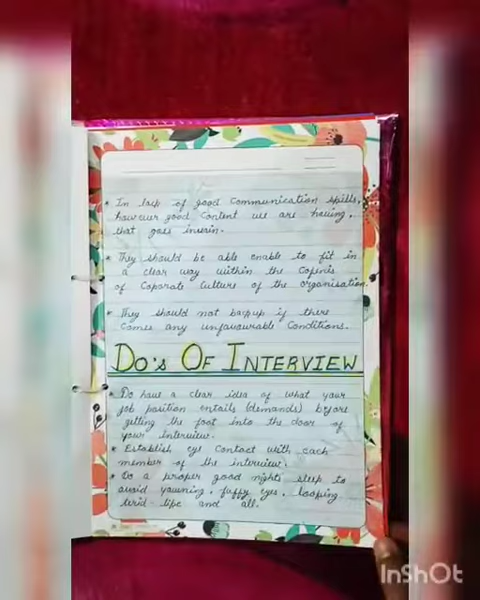 * In lack of good communication skills,
however good content we are having,
that goes invain.
* They should be able enable to fit in
a clear way within the
of Coporate Culture of the organisation.
* They should not backup if there
comes any unfavourable conditions.
DO'S OF INTERVIEW
* Do have a clear idea of what your
job position entails (demands) before
getting the foot into the door of
your interview.
* Establish eye contact with each
member of the interview.
* Do a proper good nights sleep to
avoid yawning, puffy eyes, looping
tired-lipe and all.
InShOt